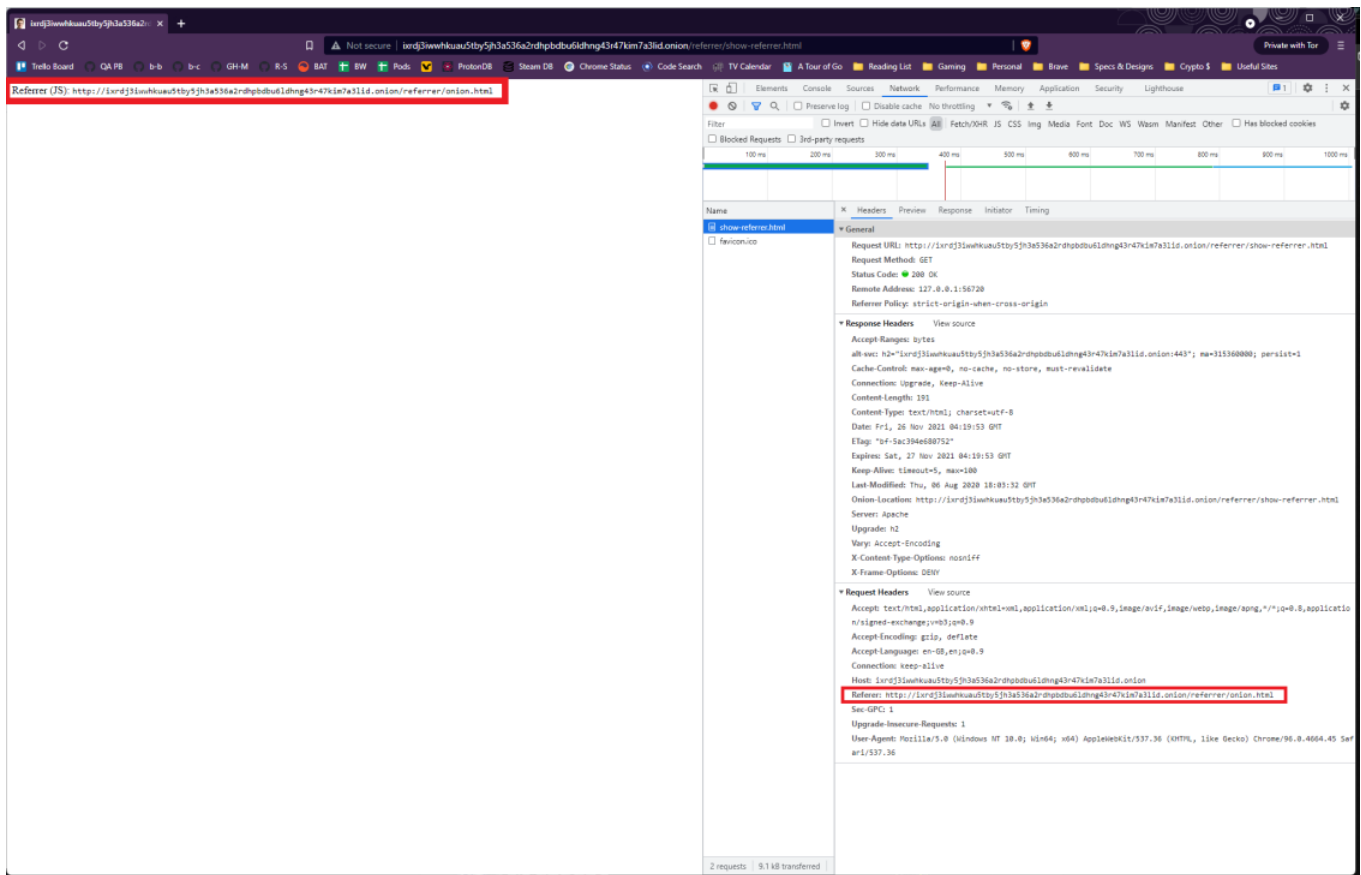 ixrdj3iwwhkuau5tby5jh3a536a2r
Not secure | ixrdj3iwwhkuau5tby5jh3a536a2rdhpbdbu6ldhng43r47kim7a3lid.onion/referrer/show-referrer.html
Private with Tor
Trello Board QA PB b-b b-c GH-M R-S BAT BW Pods ProtonDB Steam DB Chrome Status Code Search TV Calendar A Tour of Go Reading List Gaming Personal Brave Specs & Designs Crypto $ Useful Sites
Referrer (JS): http://ixrdj3iwwhkuau5tby5jh3a536a2rdhpbdbu6ldhng43r47kim7a3lid.onion/referrer/onion.html
Elements Console Sources Network Performance Memory Application Security Lighthouse 1
Preserve log Disable cache No throttling
Filter Invert Hide data URLs All Fetch/XHR JS CSS Img Media Font Doc WS Wasm Manifest Other Has blocked cookies
Blocked Requests 3rd-party requests
100 ms 200 ms 300 ms 400 ms 500 ms 600 ms 700 ms 800 ms 900 ms 1000 ms
Name
show-referrer.html
favicon.ico
Headers Preview Response Initiator Timing
General
Request URL: http://ixrdj3iwwhkuau5tby5jh3a536a2rdhpbdbu6ldhng43r47kim7a3lid.onion/referrer/show-referrer.html
Request Method: GET
Status Code: 200 OK
Remote Address: 127.0.0.1:56720
Referrer Policy: strict-origin-when-cross-origin
Response Headers View source
Accept-Ranges: bytes
alt-svc: h2="ixrdj3iwwhkuau5tby5jh3a536a2rdhpbdbu6ldhng43r47kim7a3lid.onion:443"; ma=315360000; persist=1
Cache-Control: max-age=0, no-cache, no-store, must-revalidate
Connection: Upgrade, Keep-Alive
Content-Length: 191
Content-Type: text/html; charset=utf-8
Date: Fri, 26 Nov 2021 04:19:53 GMT
ETag: "bf-5ac394e680752"
Expires: Sat, 27 Nov 2021 04:19:53 GMT
Keep-Alive: timeout=5, max=100
Last-Modified: Thu, 06 Aug 2020 18:03:32 GMT
Onion-Location: http://ixrdj3iwwhkuau5tby5jh3a536a2rdhpbdbu6ldhng43r47kim7a3lid.onion/referrer/show-referrer.html
Server: Apache
Upgrade: h2
Vary: Accept-Encoding
X-Content-Type-Options: nosniff
X-Frame-Options: DENY
Request Headers View source
Accept: text/html,application/xhtml+xml,application/xml;q=0.9,image/avif,image/webp,image/apng,*/*;q=0.8,applicatio
n/signed-exchange;v=b3;q=0.9
Accept-Encoding: gzip, deflate
Accept-Language: en-GB,en;q=0.9
Connection: keep-alive
Host: ixrdj3iwwhkuau5tby5jh3a536a2rdhpbdbu6ldhng43r47kim7a3lid.onion
Referer: http://ixrdj3iwwhkuau5tby5jh3a536a2rdhpbdbu6ldhng43r47kim7a3lid.onion/referrer/onion.html
Sec-GPC: 1
Upgrade-Insecure-Requests: 1
User-Agent: Mozilla/5.0 (Windows NT 10.0; Win64; x64) AppleWebKit/537.36 (KHTML, like Gecko) Chrome/96.0.4664.45 Saf
ari/537.36
2 requests 9.1 kB transferred